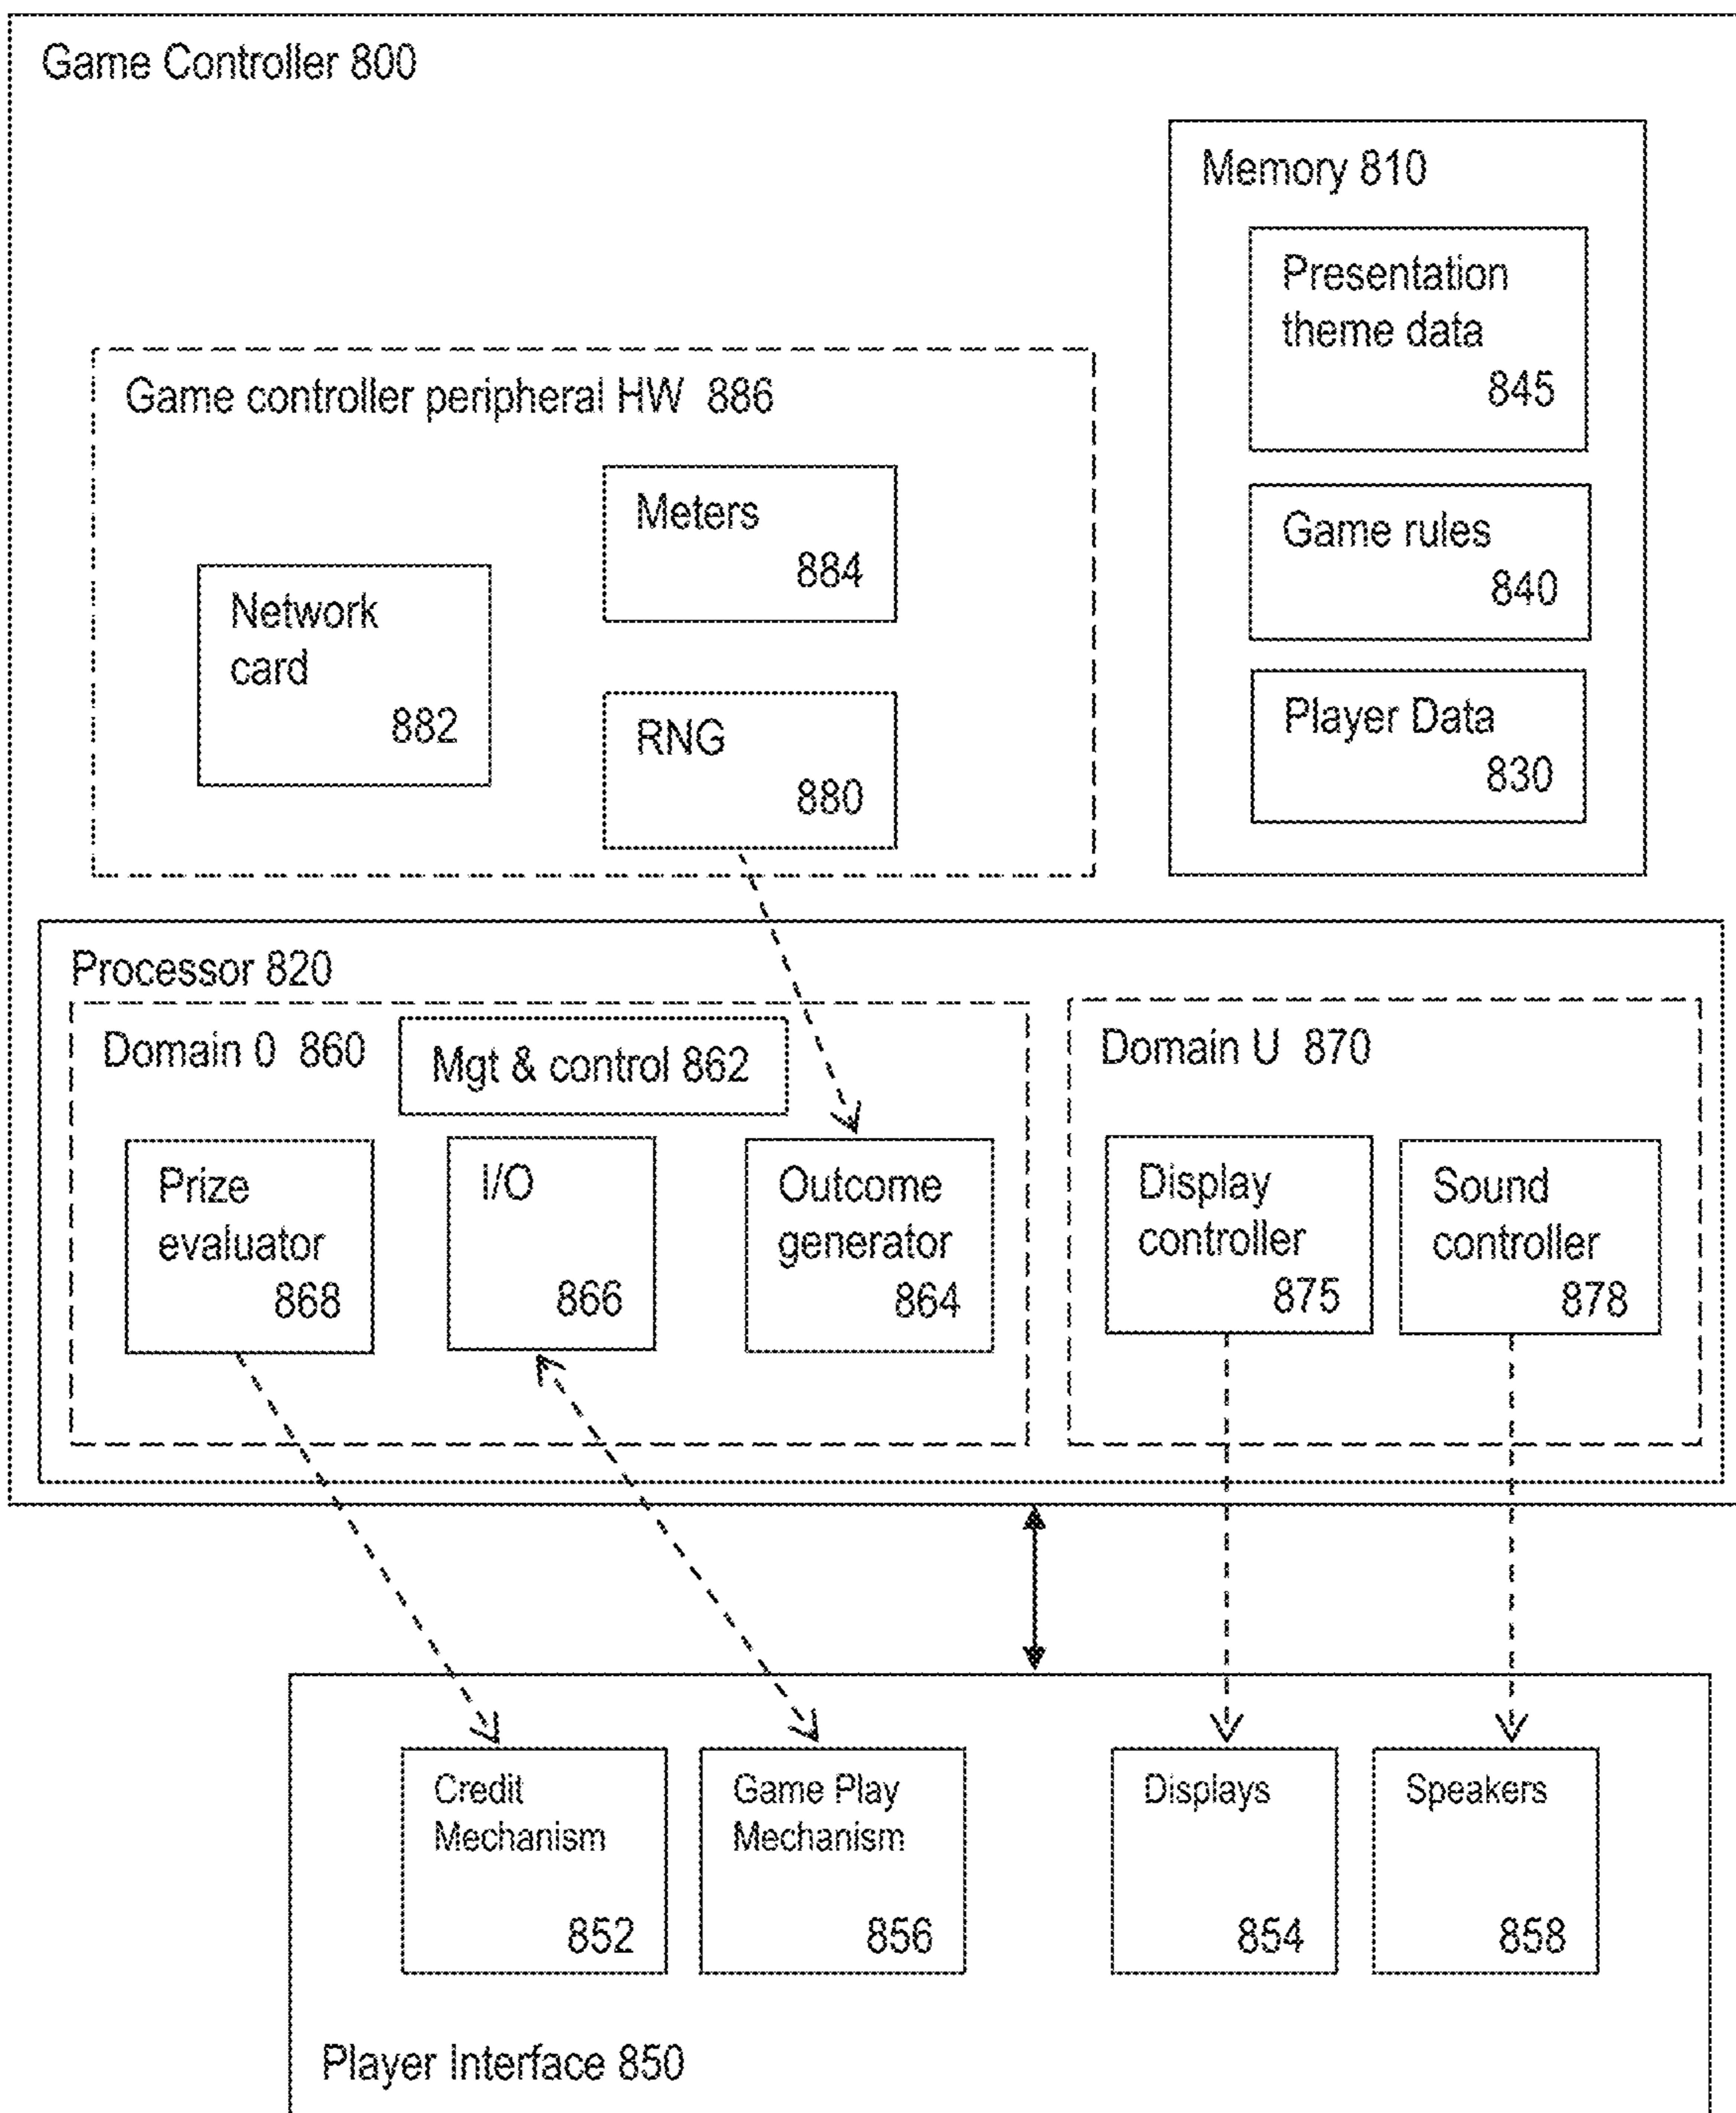 Game Controller 800
Memory 810
Presentation
theme data
845
Game rules
840
Player Data
830
Game controller peripheral HW 886
Meters
884
Network
card
882
RNG
880
Processor 820
Domain 0 860
Mgt & control 862
Prize
evaluator
868
I/O
866
Outcome
generator
864
Domain U 870
Display
controller
875
Sound
controller
878
Credit
Mechanism
852
Game Play
Mechanism
856
Displays
854
Speakers
858
Player Interface 850